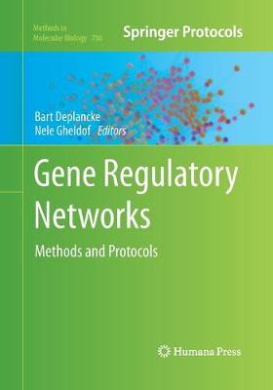 Methods in
Springer Protocols
Molecular Biology 786
Bart Deplancke
Nele Gheldof Editors
Gene Regulatory
Networks
Methods and Protocols
Humana Press